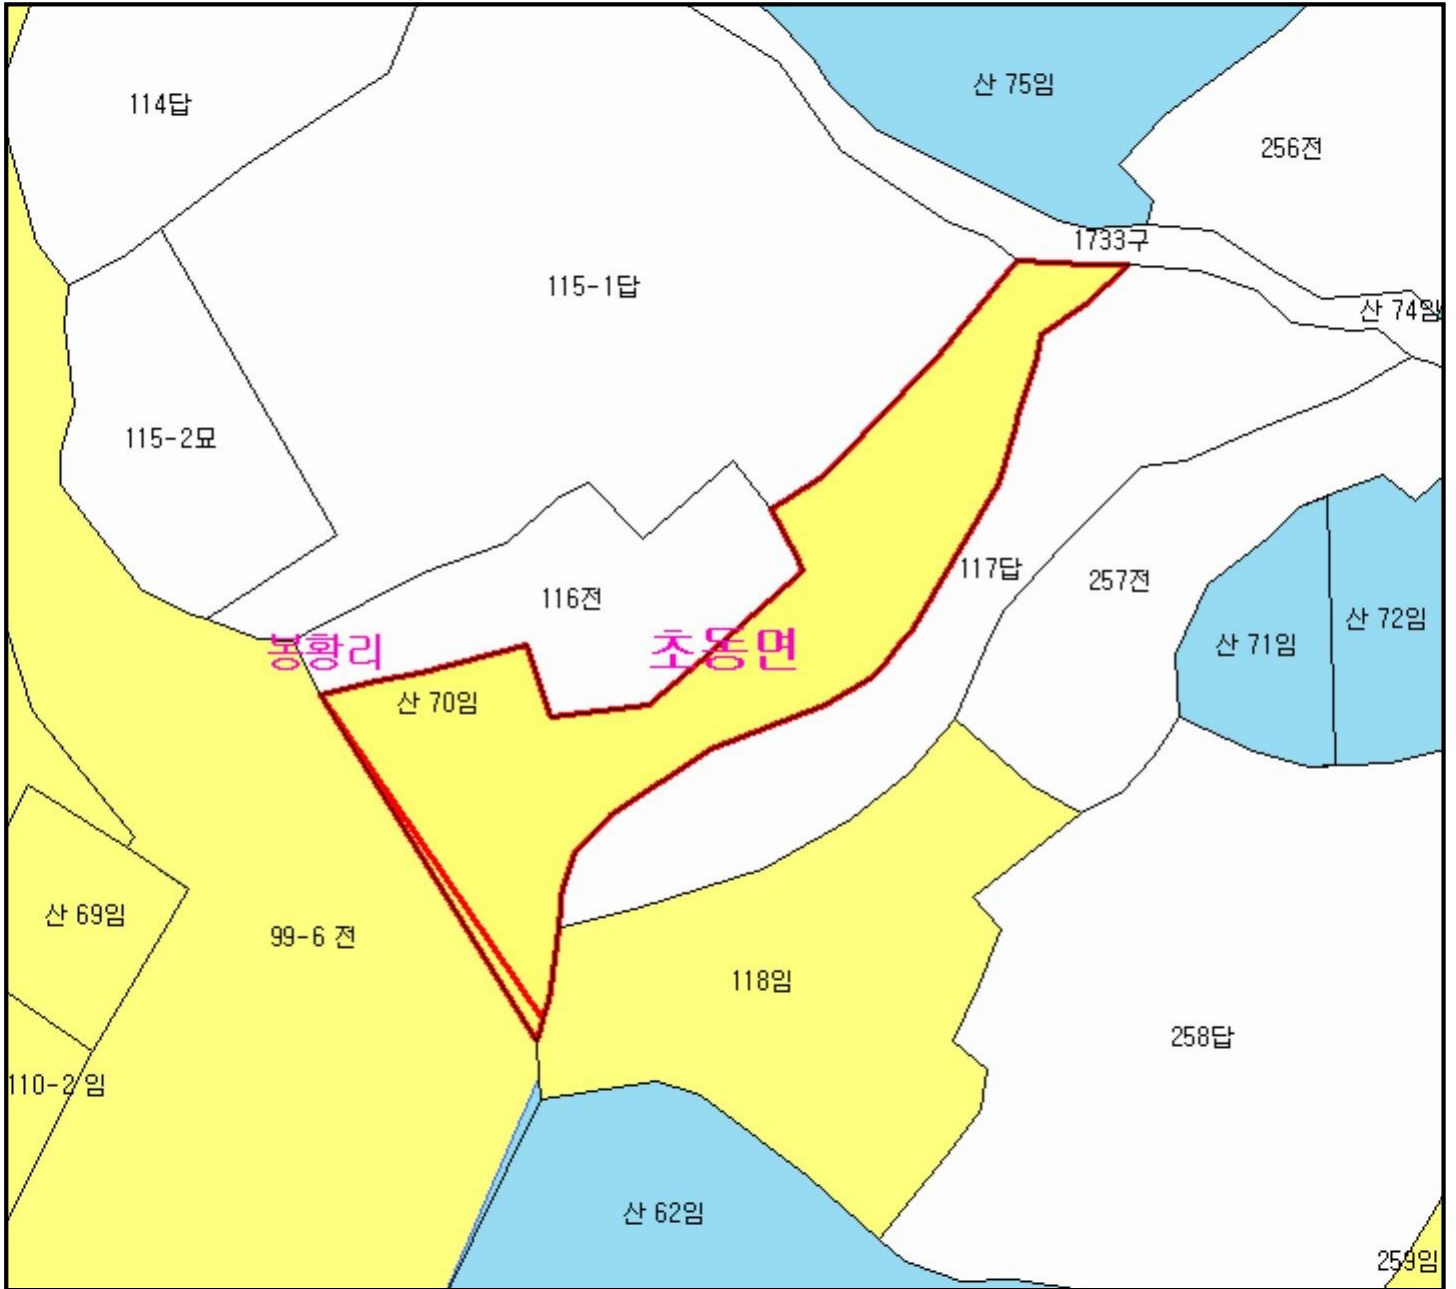 산 75임
114답
256전
1733구
115-1답
산 74임
115-2묘
117답
257전
116전
산 72임
산 71임
봉황리
초동면
산 70임
산 69임
99-6 전
118임
258답
110-2 임
산 62임
259임